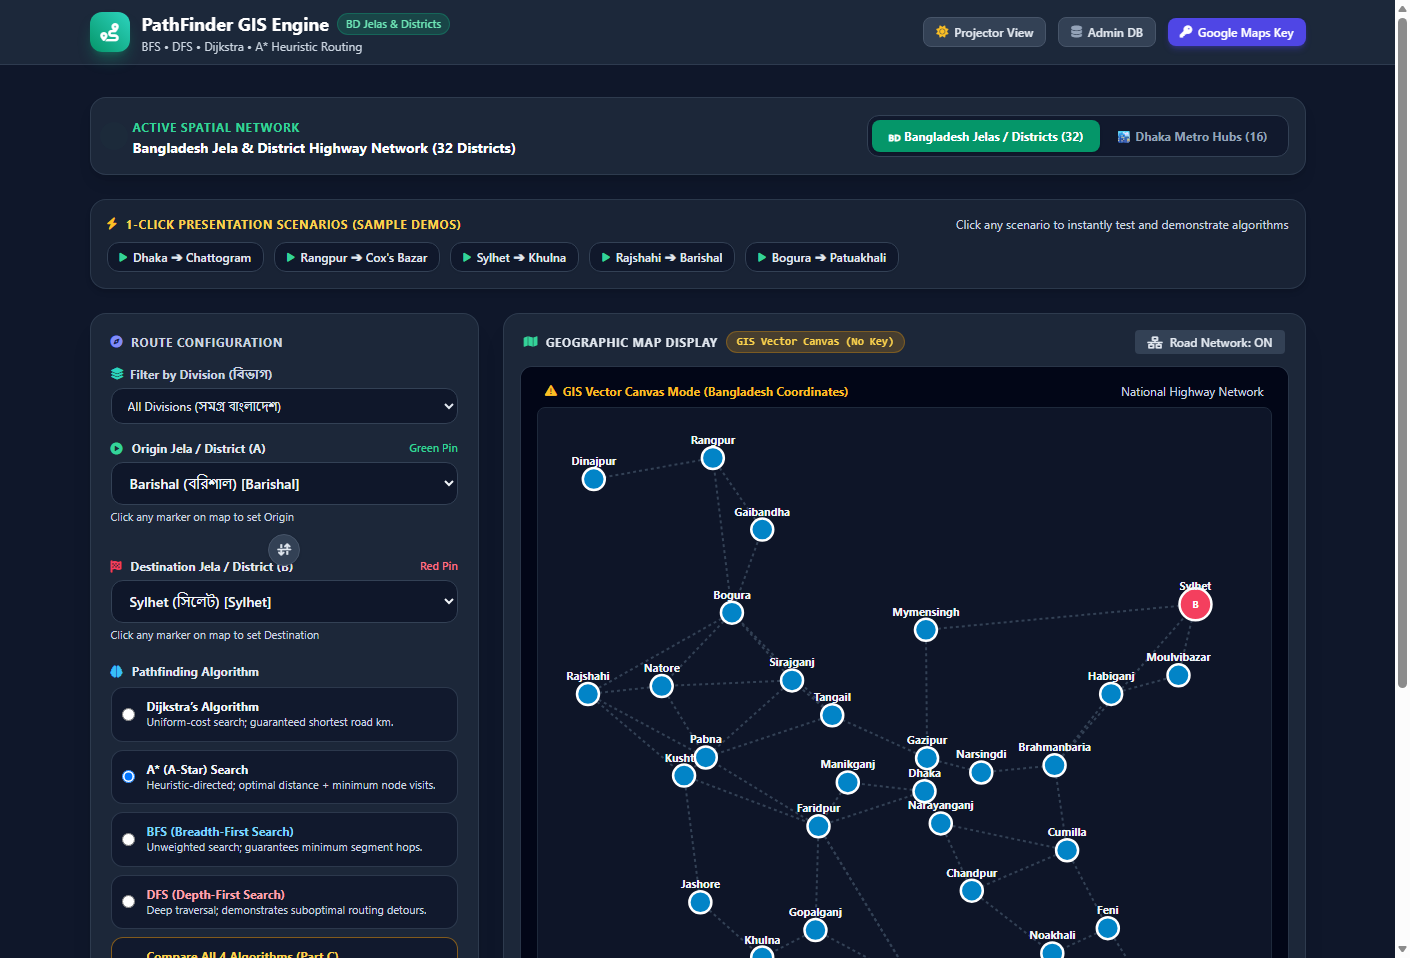 PathFinder GIS Engine
BD Jelas & Districts
BFS • DFS • Dijkstra • A* Heuristic Routing
Projector View
Admin DB
Google Maps Key
ACTIVE SPATIAL NETWORK
Bangladesh Jela & District Highway Network (32 Districts)
BD Bangladesh Jelas / Districts (32)
Dhaka Metro Hubs (16)
1-CLICK PRESENTATION SCENARIOS (SAMPLE DEMOS)
Click any scenario to instantly test and demonstrate algorithms
Dhaka ➔ Chattogram
Rangpur ➔ Cox's Bazar
Sylhet ➔ Khulna
Rajshahi ➔ Barishal
Bogura ➔ Patuakhali
ROUTE CONFIGURATION
Filter by Division (বিভাগ)
All Divisions (সমগ্র বাংলাদেশ)
Origin Jela / District (A)
Green Pin
Barishal (বরিশাল) [Barishal]
Click any marker on map to set Origin
Destination Jela / District (B)
Red Pin
Sylhet (সিলেট) [Sylhet]
Click any marker on map to set Destination
Pathfinding Algorithm
Dijkstra's Algorithm
Uniform-cost search; guaranteed shortest road km.
A* (A-Star) Search
Heuristic-directed; optimal distance + minimum node visits.
BFS (Breadth-First Search)
Unweighted search; guarantees minimum segment hops.
DFS (Depth-First Search)
Deep traversal; demonstrates suboptimal routing detours.
Compare All 4 Algorithms (Part C)
GEOGRAPHIC MAP DISPLAY
GIS Vector Canvas (No Key)
Road Network: ON
GIS Vector Canvas Mode (Bangladesh Coordinates)
National Highway Network
Rangpur
Dinajpur
Gaibandha
Sylhet
B
Bogura
Mymensingh
Moulvibazar
Sirajganj
Natore
Rajshahi
Habiganj
Tangail
Pabna
Gazipur
Brahmanbaria
Narsingdi
Kusht
Manikganj
Dhaka
Narayanganj
Faridpur
Cumilla
Chandpur
Jashore
Gopalganj
Feni
Noakhali
Khulna